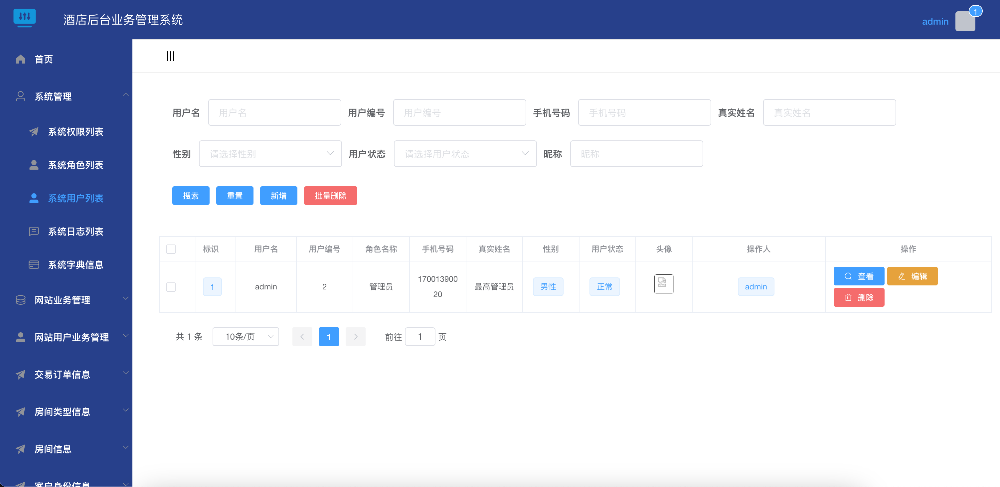 酒店后台业务管理系统
admin
1
首页
系统管理
系统权限列表
系统角色列表
系统用户列表
系统日志列表
系统字典信息
网站业务管理
网站用户业务管理
交易订单信息
房间类型信息
房间信息
客户身份信息
用户名 用户名 用户编号 用户编号 手机号码 手机号码 真实姓名 真实姓名
性别 请选择性别 用户状态 请选择用户状态 昵称 昵称
搜索 重置 新增 批量删除
标识 用户名 用户编号 角色名称 手机号码 真实姓名 性别 用户状态 头像 操作人 操作
1 admin 2 管理员 170013900
20 最高管理员 男性 正常 admin 查看 编辑
删除
共 1 条 10条/页 1 前往 1 页